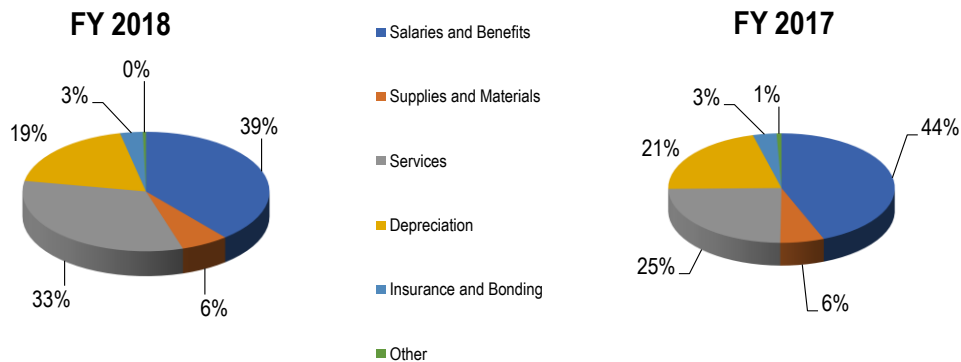 FY 2018
0%
3%
19%
39%
33%
6%
Salaries and Benefits
Supplies and Materials
Services
Depreciation
Insurance and Bonding
Other
FY 2017
1%
3%
44%
21%
25%
6%